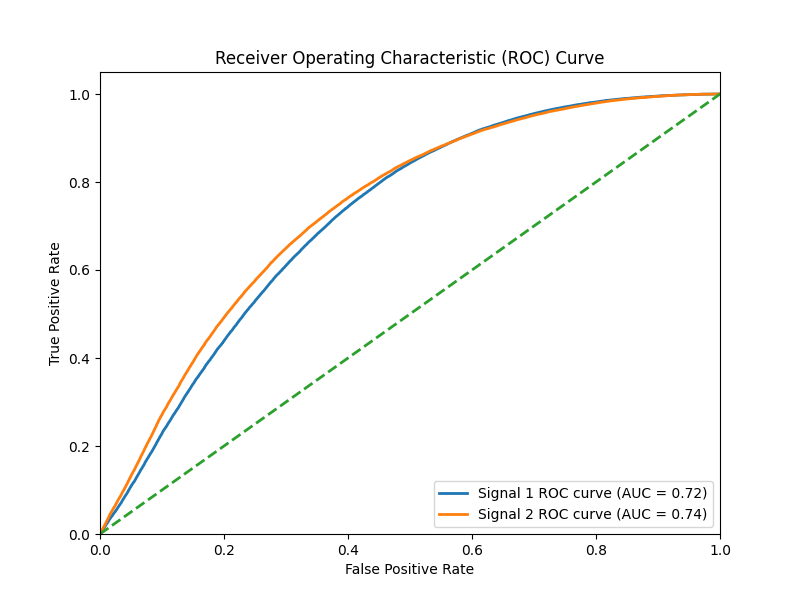 Receiver Operating Characteristic (ROC) Curve
True Positive Rate
1.0
0.8
0.6
0.4
0.2
0.0
Signal 1 ROC curve (AUC = 0.72)
Signal 2 ROC curve (AUC = 0.74)
0.0 0.2 0.4 0.6 0.8 1.0
False Positive Rate